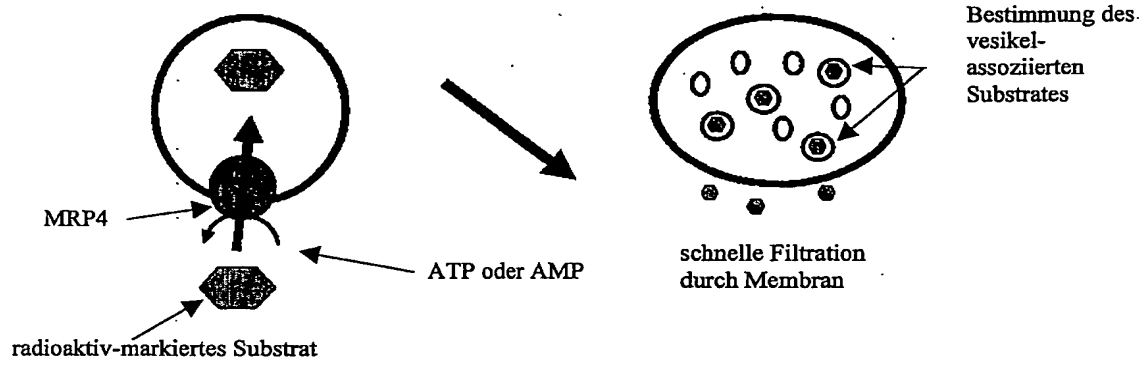 MRP4
ATP oder AMP
radioaktiv-markiertes Substrat
Bestimmung des
vesikel-
assoziierten
Substrates
schnelle Filtration
durch Membran